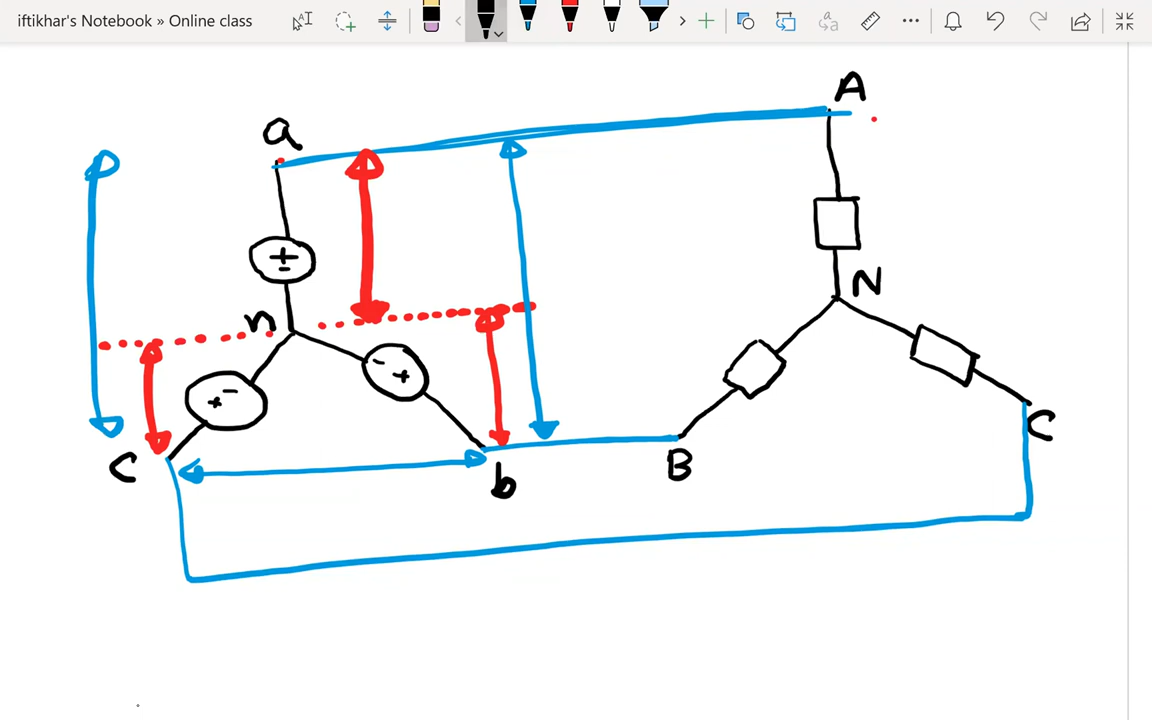 iftikhar's Notebook » Online class
A
a
+
-
n
N
- +
+ -
C
C
b
B